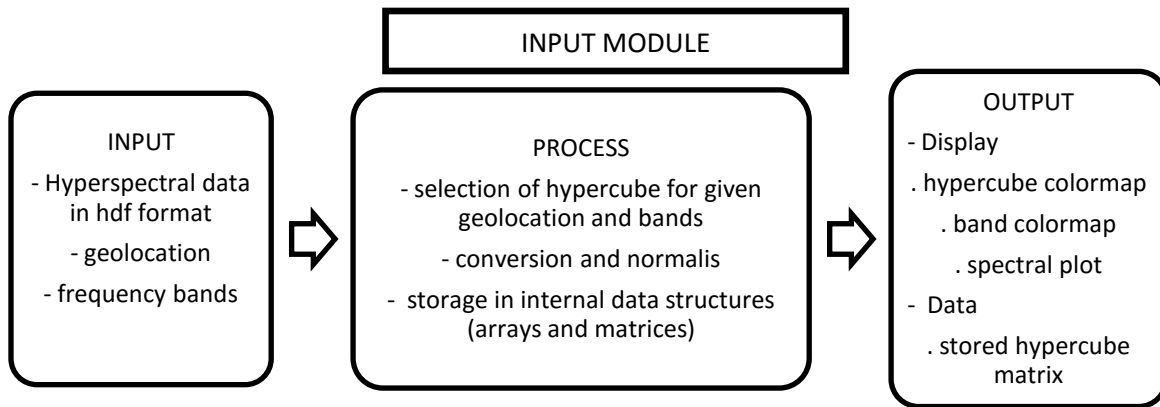 INPUT MODULE
INPUT
- Hyperspectral data
in hdf format
- geolocation
- frequency bands
PROCESS
- selection of hypercube for given
geolocation and bands
- conversion and normalis
- storage in internal data structures
(arrays and matrices)
OUTPUT
- Display
. hypercube colormap
. band colormap
. spectral plot
- Data
. stored hypercube
matrix